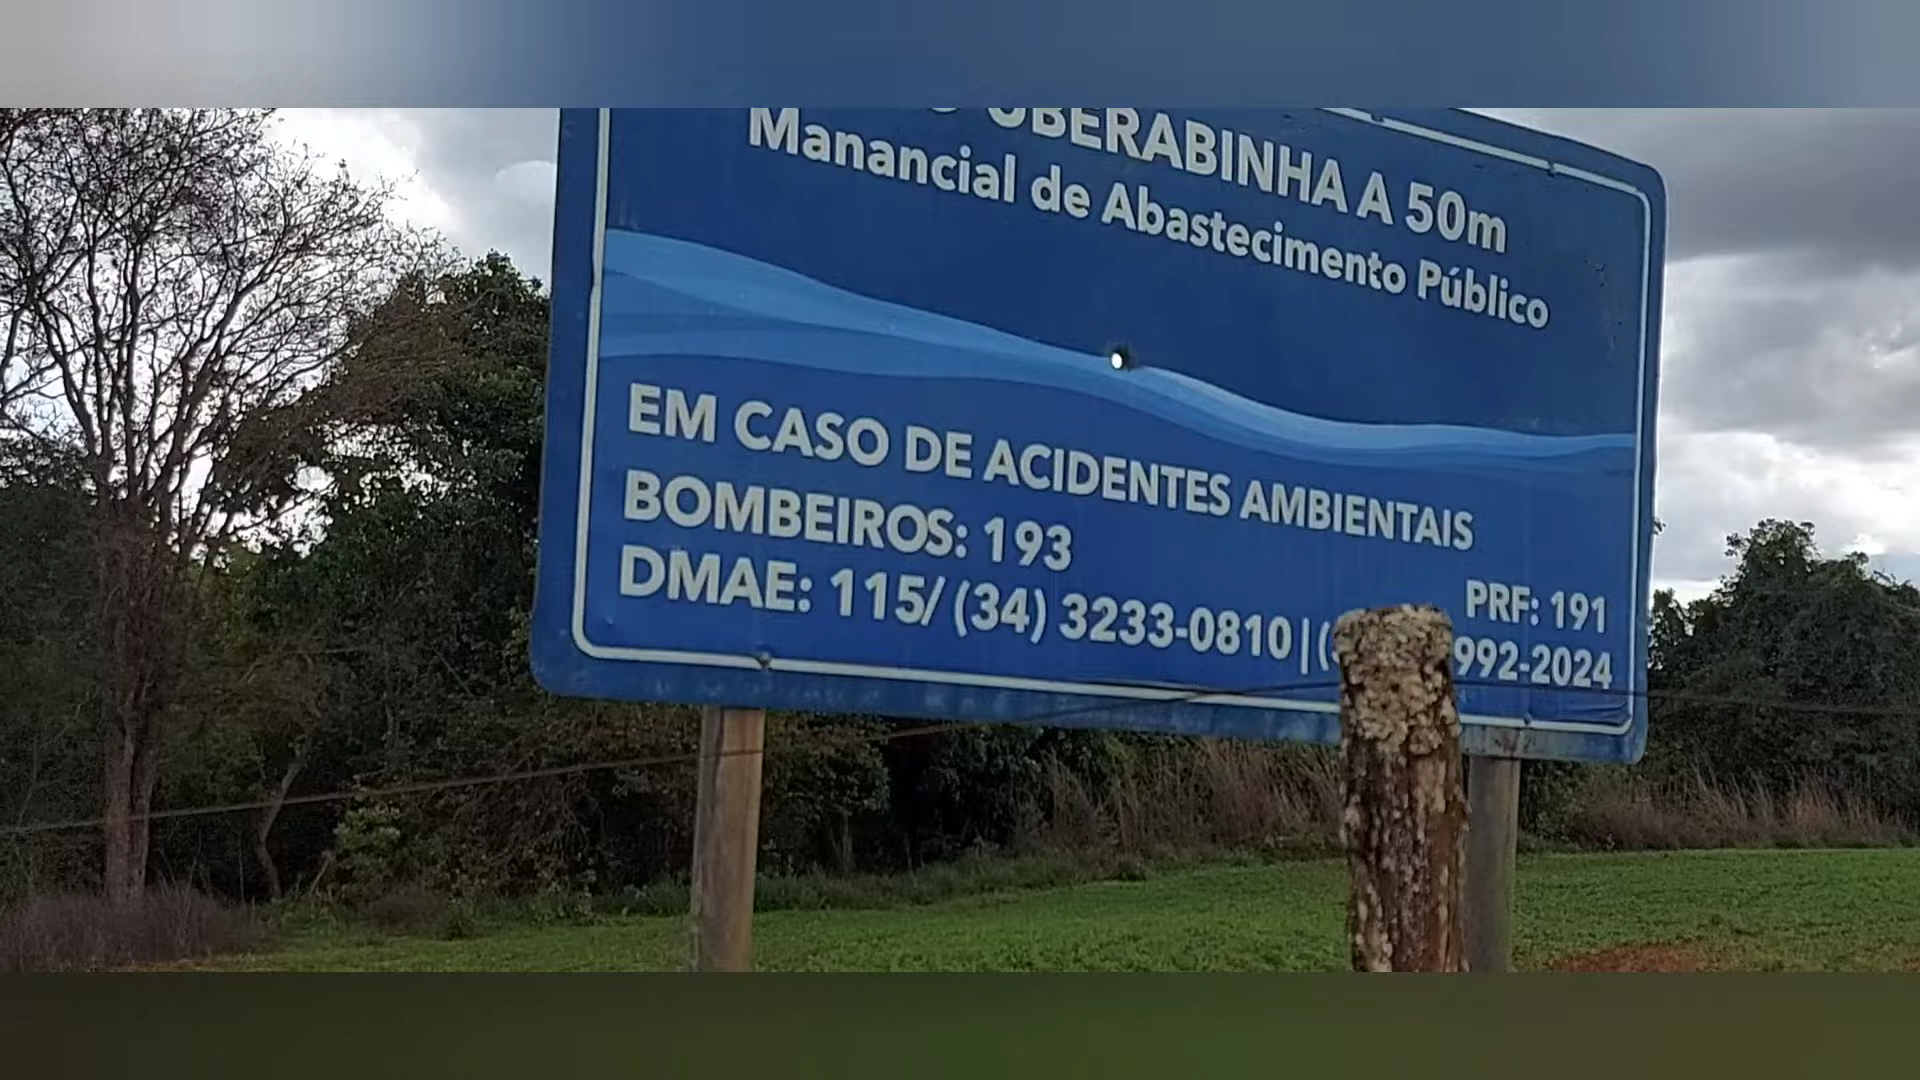 UBERABINHA A 50m
Manancial de Abastecimento Público
EM CASO DE ACIDENTES AMBIENTAIS
BOMBEIROS: 193
PRF: 191
DMAE: 115/ (34) 3233-0810 | ( 992-2024